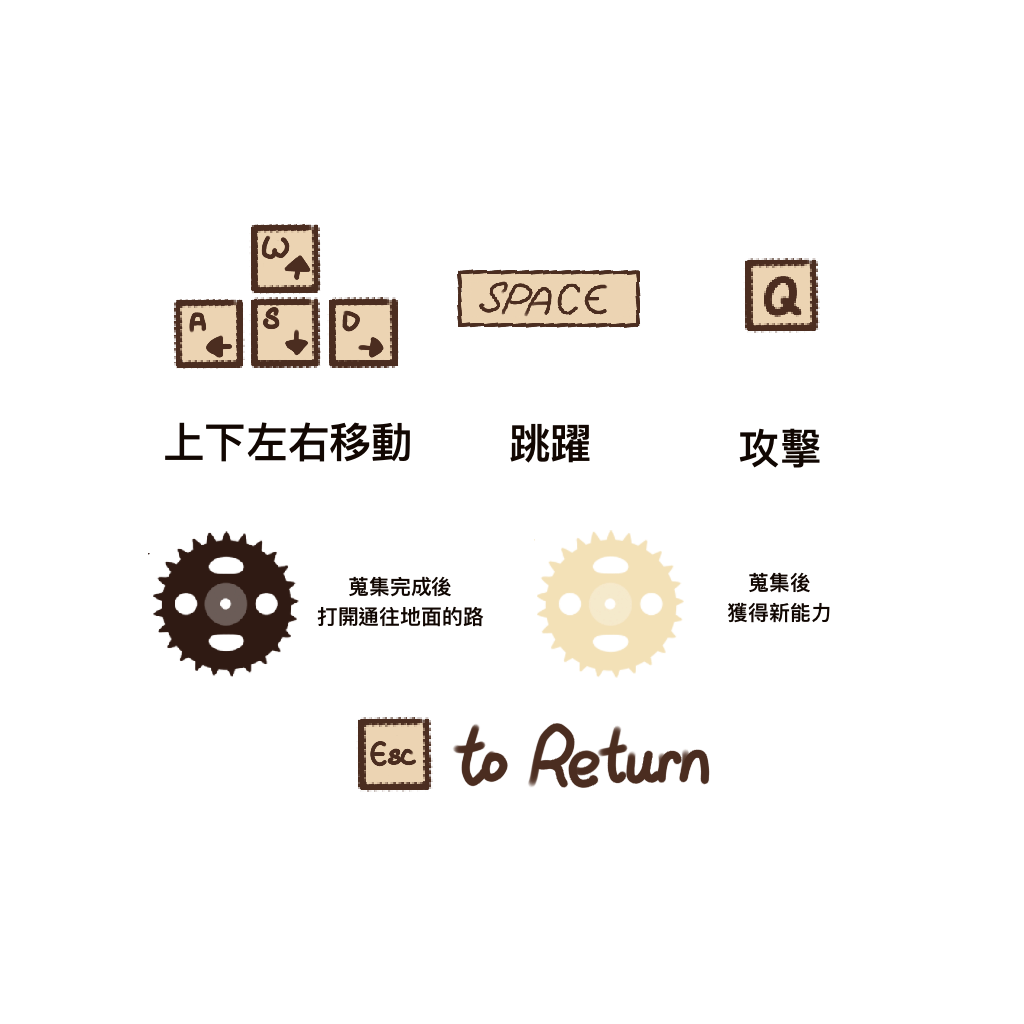 W
A S D
SPACE
Q
上下左右移動
跳躍
攻擊
蒐集完成後
打開通往地面的路
蒐集後
獲得新能力
Esc to Return